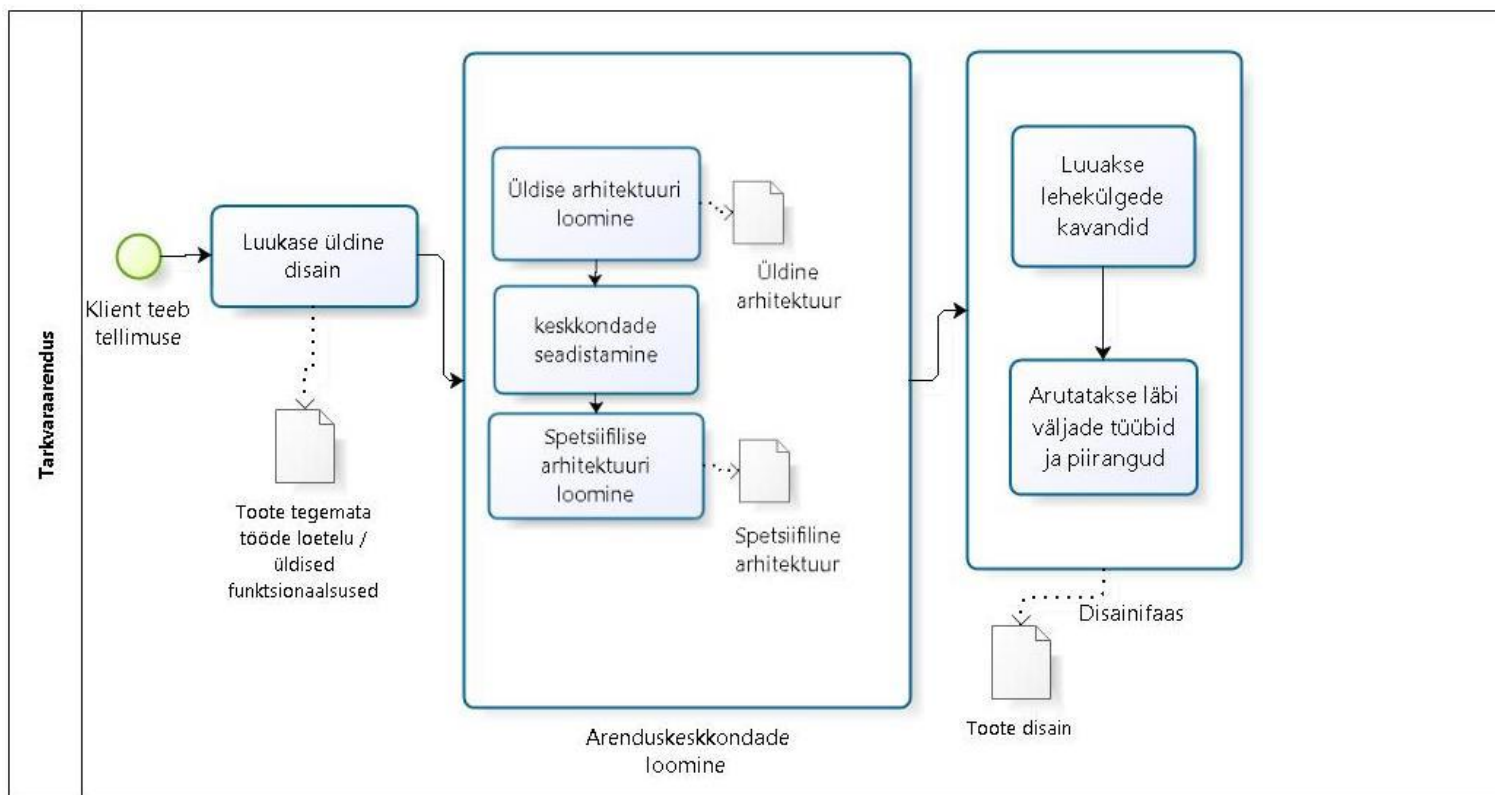 Tarkvaraarendus
Klient teeb
tellimuse
Luukase üldine
disain
Toote tegemata
tööde loetelu /
üldised
funktsionaalsused
Üldise arhitektuuri
loomine
Üldine
arhitektuur
keskkondade
seadistamine
Spetsiifilise
arhitektuuri
loomine
Spetsiifiline
arhitektuur
Arenduskeskkondade
loomine
Luuakse
lehekülgede
kavandid
Arutatakse läbi
väljade tüübid
ja piirangud
Disainifaas
Toote disain